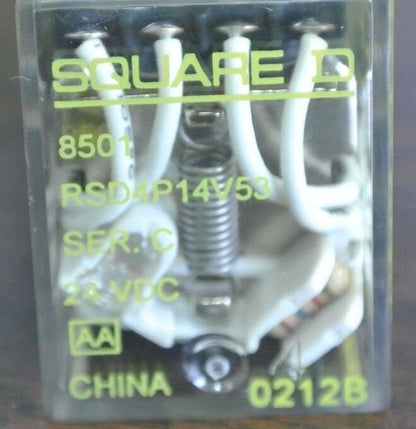 SQUARE D
8501
RSD4P14V53
SER. C
24 VDC
AA
CHINA 0212B